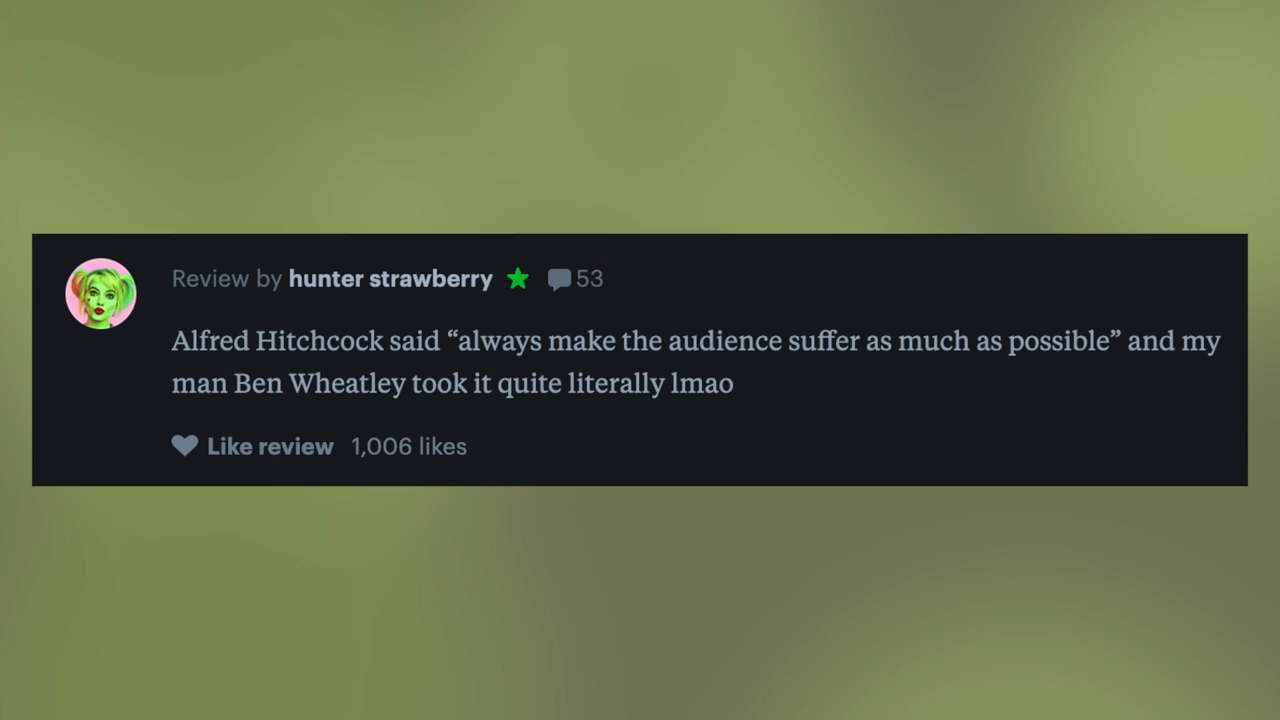 Review by hunter strawberry ★ 53
Alfred Hitchcock said “always make the audience suffer as much as possible” and my
man Ben Wheatley took it quite literally lmao
Like review 1,006 likes